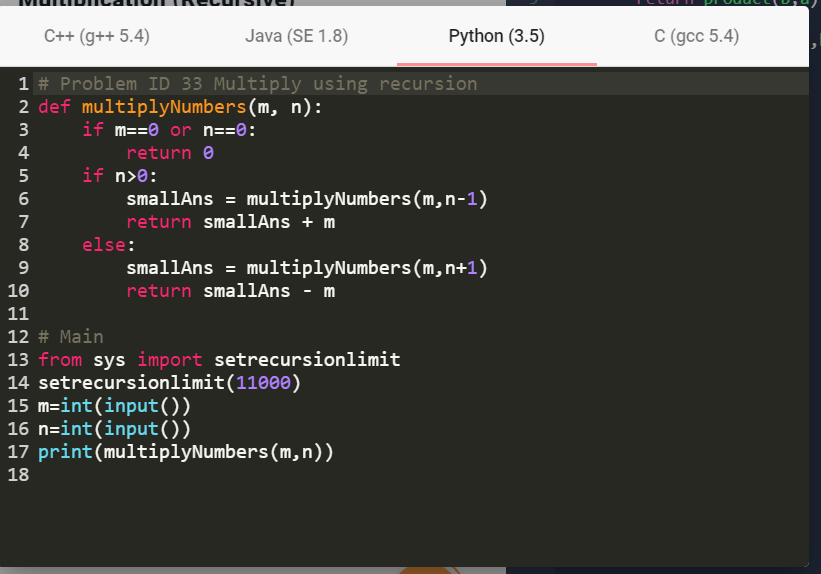 Multiplication (Recursive)
C++ (g++ 5.4) Java (SE 1.8) Python (3.5) C (gcc 5.4)
1 # Problem ID 33 Multiply using recursion
2 def multiplyNumbers(m, n):
3     if m==0 or n==0:
4         return 0
5     if n>0:
6         smallAns = multiplyNumbers(m,n-1)
7         return smallAns + m
8     else:
9         smallAns = multiplyNumbers(m,n+1)
10         return smallAns - m
11
12 # Main
13 from sys import setrecursionlimit
14 setrecursionlimit(11000)
15 m=int(input())
16 n=int(input())
17 print(multiplyNumbers(m,n))
18